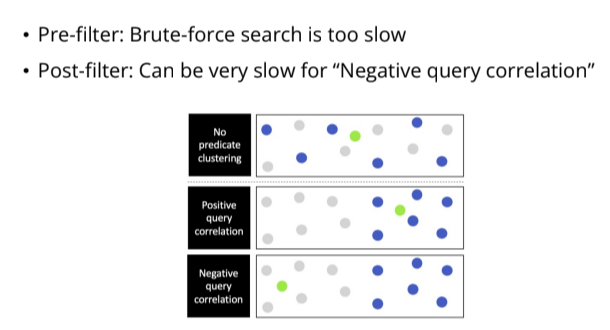 • Pre-filter: Brute-force search is too slow
• Post-filter: Can be very slow for “Negative query correlation”
No
predicate
clustering
Positive
query
correlation
Negative
query
correlation